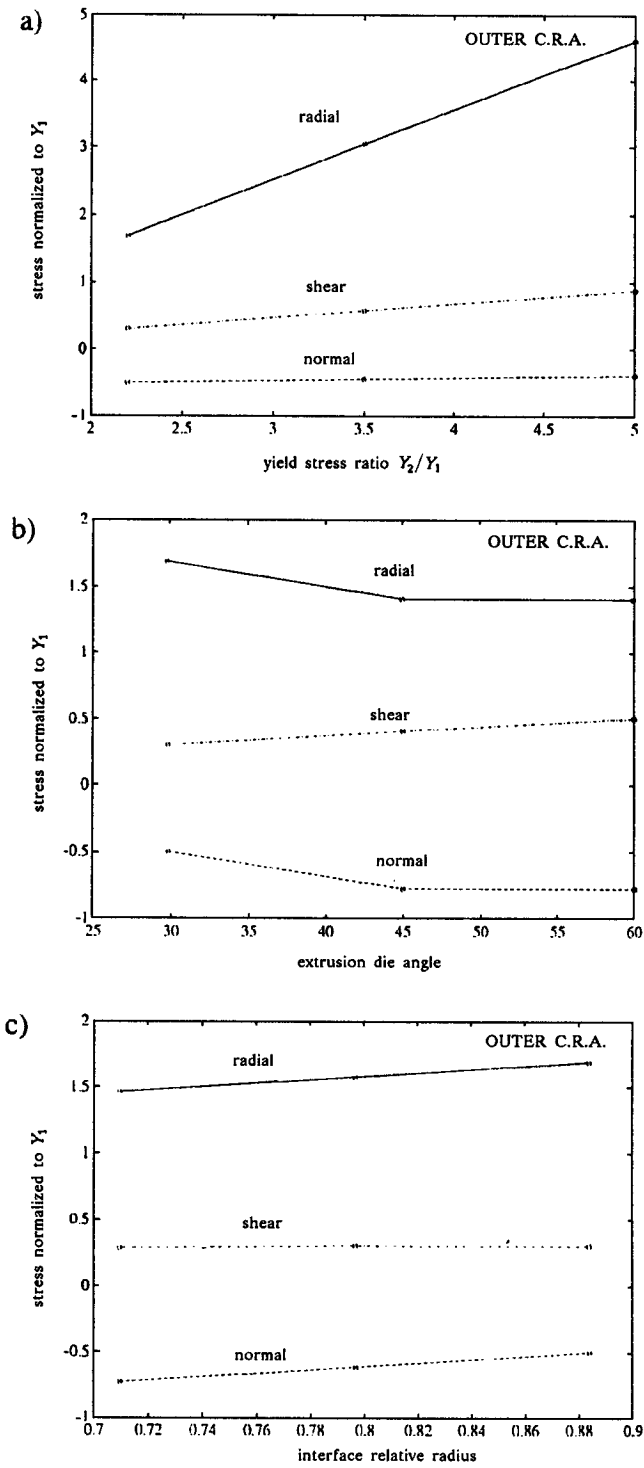 a)
OUTER C.R.A.
radial
shear
normal
stress normalized to Y₁
5
4
3
2
1
0
-1
2
2.5
3
3.5
4
4.5
5
yield stress ratio Y₂/Y₁
b)
OUTER C.R.A.
radial
shear
normal
stress normalized to Y₁
2
1.5
1
0.5
0
-0.5
-1
25
30
35
40
45
50
55
60
extrusion die angle
c)
OUTER C.R.A.
radial
shear
normal
stress normalized to Y₁
2
1.5
1
0.5
0
-0.5
-1
0.7
0.72
0.74
0.76
0.78
0.8
0.82
0.84
0.86
0.88
0.9
interface relative radius